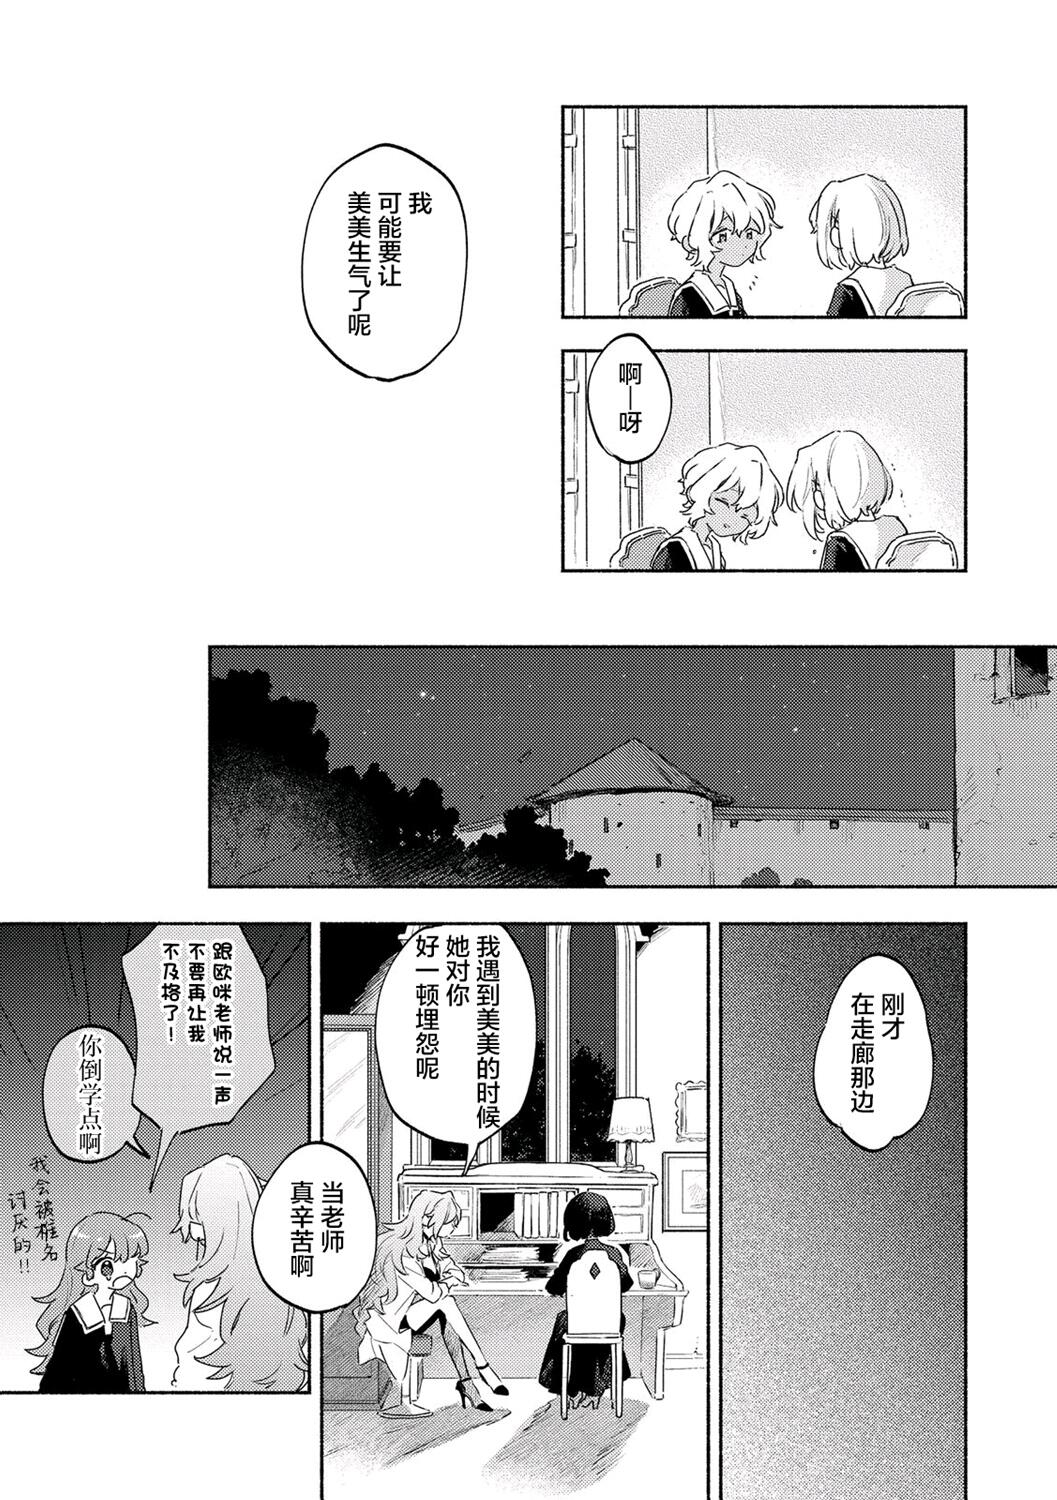 我
可能要让
美美生气了呢
啊—呀
刚才
在走廊那边
我遇到美美的时候
她对你
好一顿埋怨呢
当老师
真辛苦啊
跟欧咪老师说一声
不要再让我
不及格了！
你倒学点啊
我会被椎名
讨厌的!!